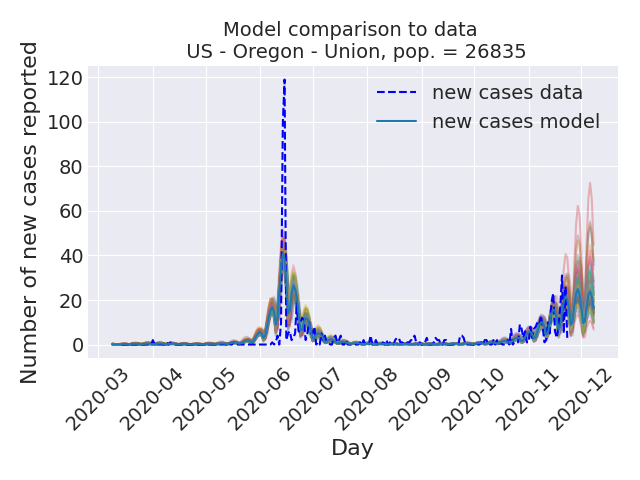 Model comparison to data
US - Oregon - Union, pop. = 26835
Number of new cases reported
120
100
80
60
40
20
0
new cases data
new cases model
2020-03
2020-04
2020-05
2020-06
2020-07
2020-08
2020-09
2020-10
2020-11
2020-12
Day